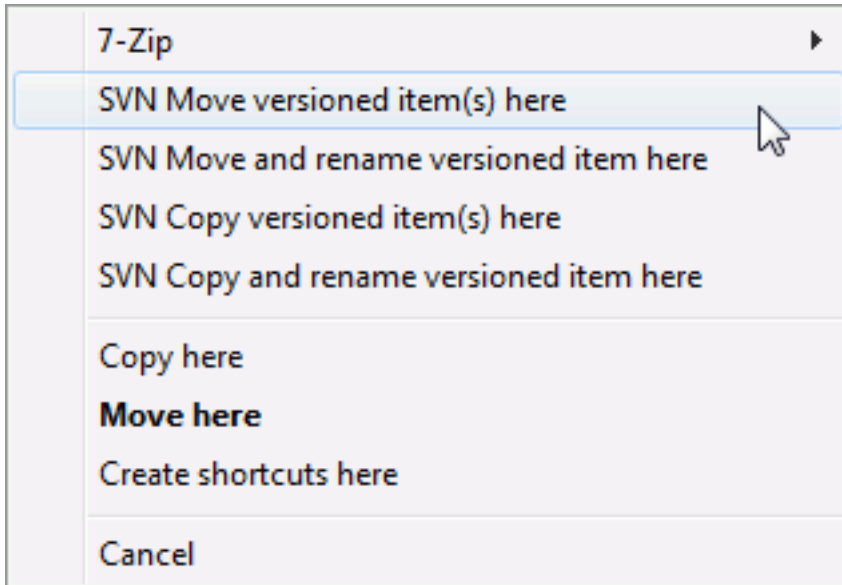 7-Zip
SVN Move versioned item(s) here
SVN Move and rename versioned item here
SVN Copy versioned item(s) here
SVN Copy and rename versioned item here
Copy here
Move here
Create shortcuts here
Cancel